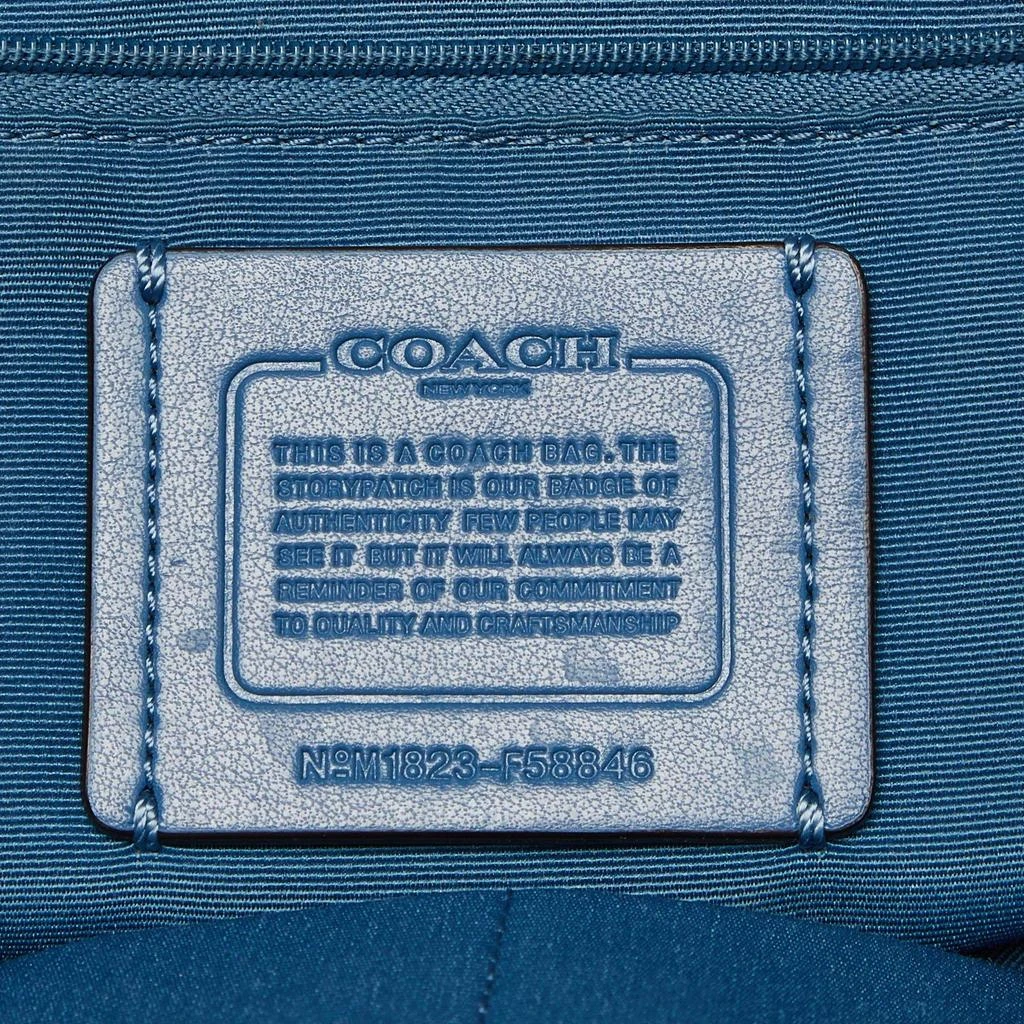 COACH
NEW YORK
THIS IS A COACH BAG. THE
STORYPATCH IS OUR BADGE OF
AUTHENTICITY FEW PEOPLE MAY
SEE IT BUT IT WILL ALWAYS BE A
REMINDER OF OUR COMMITMENT
TO QUALITY AND CRAFTSMANSHIP
NºM1823-F58846